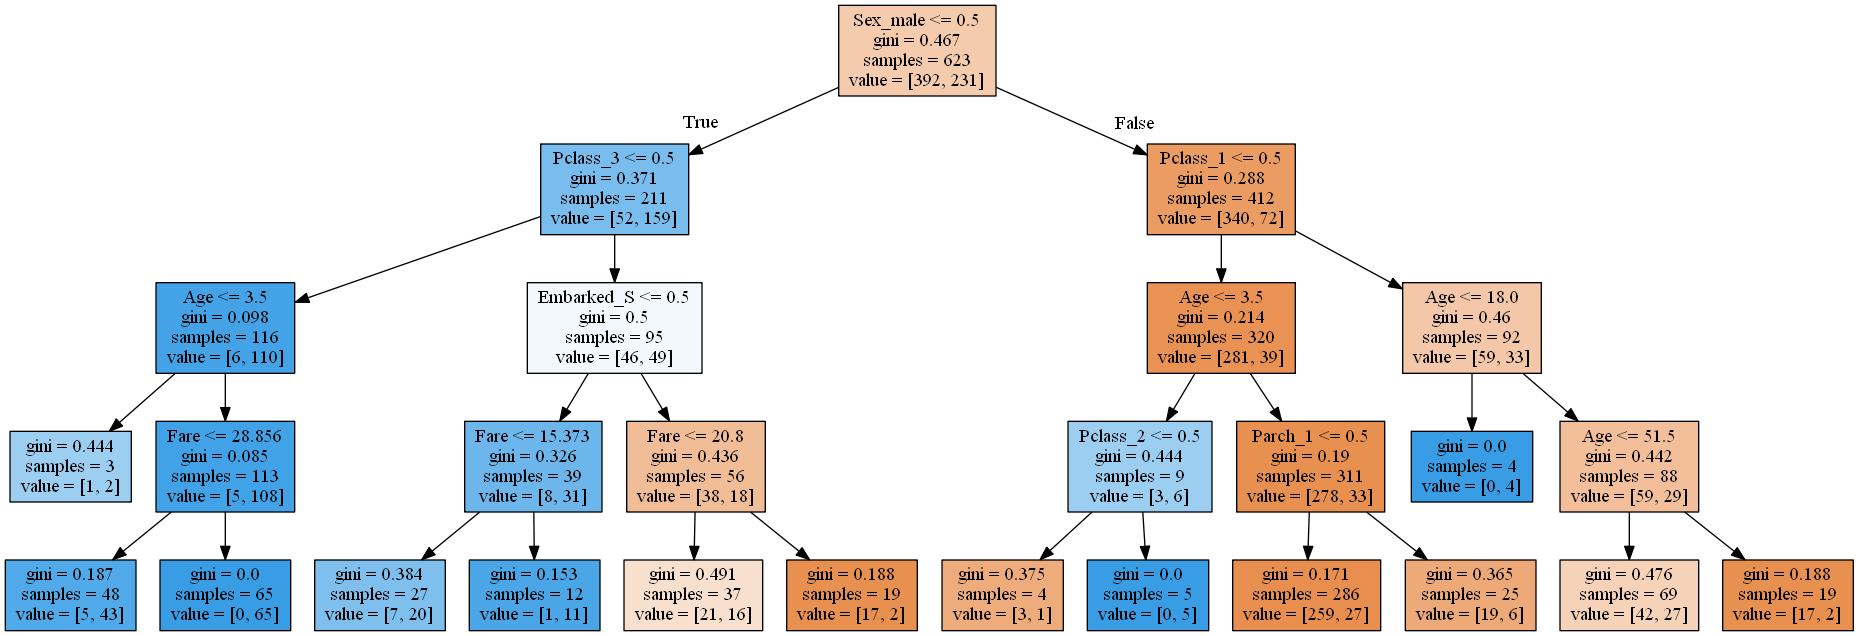 Sex_male <= 0.5
gini = 0.467
samples = 623
value = [392, 231]
True
False
Pclass_3 <= 0.5
gini = 0.371
samples = 211
value = [52, 159]
Pclass_1 <= 0.5
gini = 0.288
samples = 412
value = [340, 72]
Age <= 3.5
gini = 0.098
samples = 116
value = [6, 110]
Embarked_S <= 0.5
gini = 0.5
samples = 95
value = [46, 49]
Age <= 3.5
gini = 0.214
samples = 320
value = [281, 39]
Age <= 18.0
gini = 0.46
samples = 92
value = [59, 33]
gini = 0.444
samples = 3
value = [1, 2]
Fare <= 28.856
gini = 0.085
samples = 113
value = [5, 108]
Fare <= 15.373
gini = 0.326
samples = 39
value = [8, 31]
Fare <= 20.8
gini = 0.436
samples = 56
value = [38, 18]
Pclass_2 <= 0.5
gini = 0.444
samples = 9
value = [3, 6]
Parch_1 <= 0.5
gini = 0.19
samples = 311
value = [278, 33]
gini = 0.0
samples = 4
value = [0, 4]
Age <= 51.5
gini = 0.442
samples = 88
value = [59, 29]
gini = 0.187
samples = 48
value = [5, 43]
gini = 0.0
samples = 65
value = [0, 65]
gini = 0.384
samples = 27
value = [7, 20]
gini = 0.153
samples = 12
value = [1, 11]
gini = 0.491
samples = 37
value = [21, 16]
gini = 0.188
samples = 19
value = [17, 2]
gini = 0.375
samples = 4
value = [3, 1]
gini = 0.0
samples = 5
value = [0, 5]
gini = 0.171
samples = 286
value = [259, 27]
gini = 0.365
samples = 25
value = [19, 6]
gini = 0.476
samples = 69
value = [42, 27]
gini = 0.188
samples = 19
value = [17, 2]